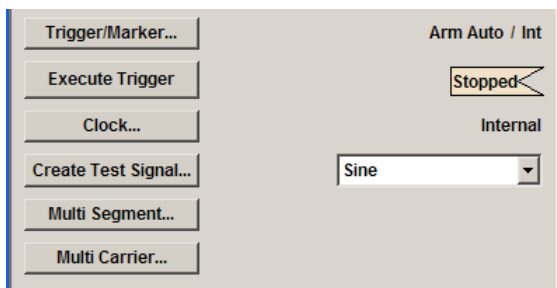 Trigger/Marker... Arm Auto / Int
Execute Trigger Stopped
Clock... Internal
Create Test Signal... Sine
Multi Segment...
Multi Carrier...